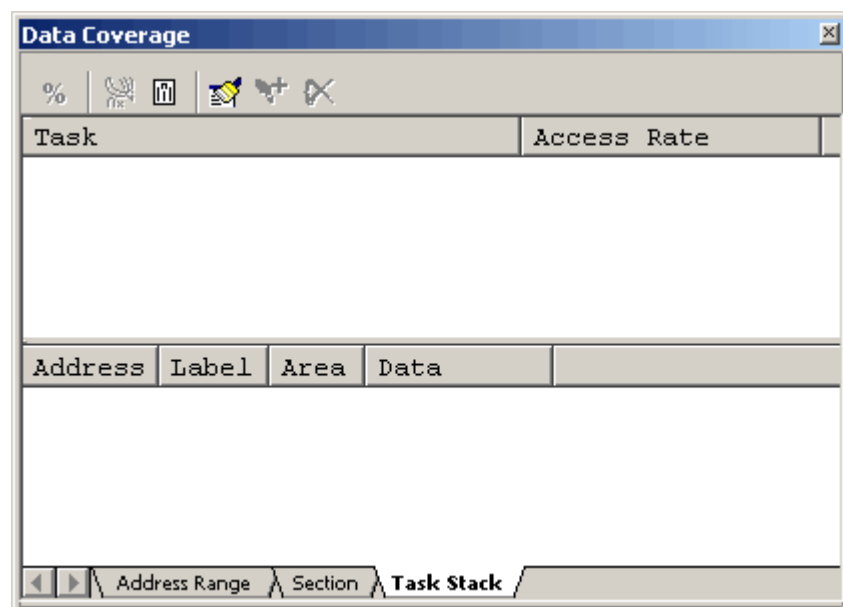 Data Coverage
%
Task Access Rate
Address Label Area Data
Address Range Section Task Stack